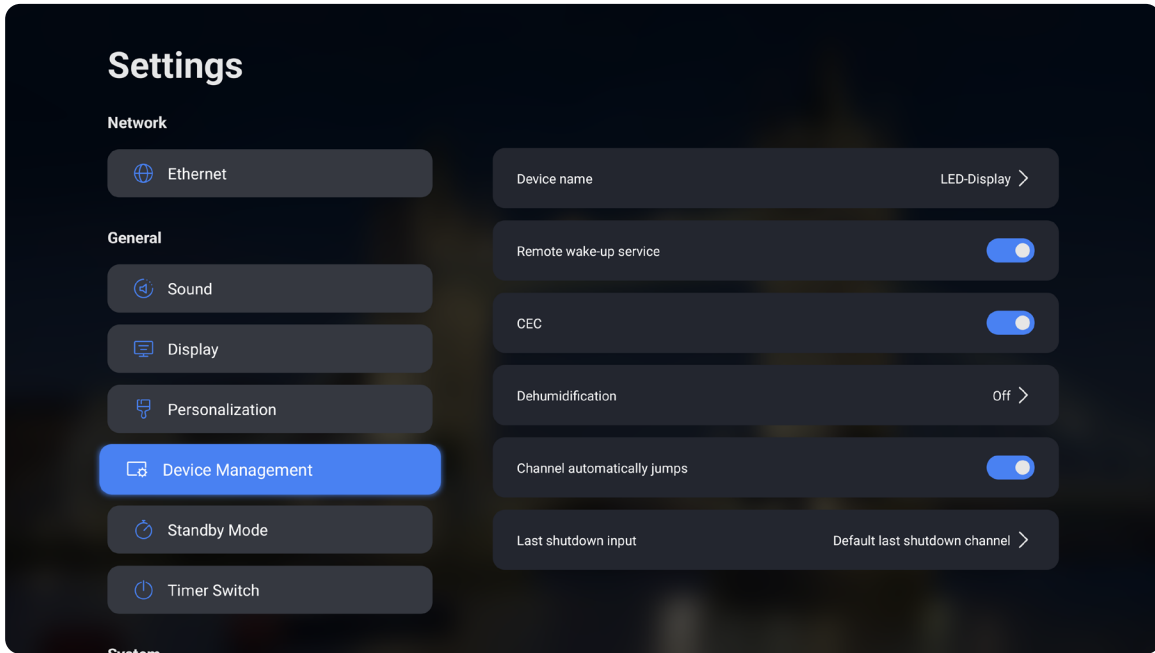 Settings
Network
Ethernet
General
Sound
Display
Personalization
Device Management
Standby Mode
Timer Switch
System
Device name
LED-Display
Remote wake-up service
CEC
Dehumidification
Off
Channel automatically jumps
Last shutdown input
Default last shutdown channel